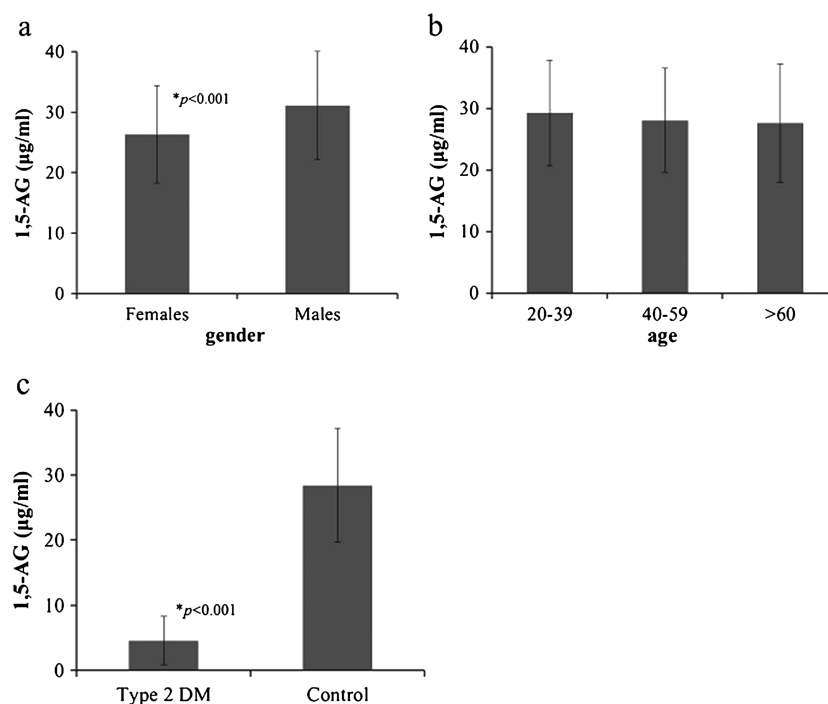 a
1,5-AG (µg/ml)
40
30
20
10
0
*p<0.001
Females Males
gender
b
1,5-AG (µg/ml)
40
30
20
10
0
20-39 40-59 >60
age
c
1,5-AG (µg/ml)
40
30
20
10
0
*p<0.001
Type 2 DM Control